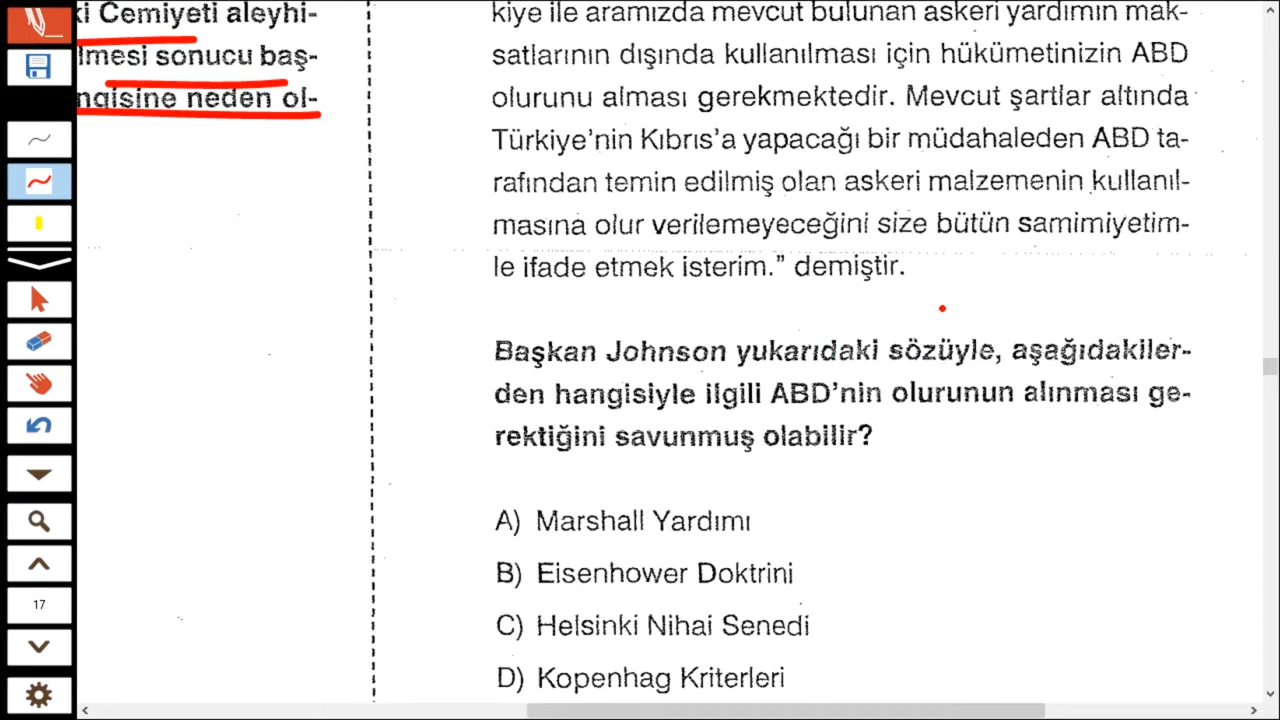 ki Cemiyeti aleyhi-
lmesi sonucu baş-
ngisine neden ol-
kiye ile aramızda mevcut bulunan askeri yardımın mak-
satlarının dışında kullanılması için hükümetinizin ABD
olurunu alması gerekmektedir. Mevcut şartlar altında
Türkiye'nin Kıbrıs'a yapacağı bir müdahaleden ABD ta-
rafından temin edilmiş olan askeri malzemenin kullanıl-
masına olur verilemeyeceğini size bütün samimiyetim-
le ifade etmek isterim." demiştir.
Başkan Johnson yukarıdaki sözüyle, aşağıdakiler-
den hangisiyle ilgili ABD'nin olurunun alınması ge-
rektiğini savunmuş olabilir?
A) Marshall Yardımı
B) Eisenhower Doktrini
C) Helsinki Nihai Senedi
D) Kopenhag Kriterleri
17